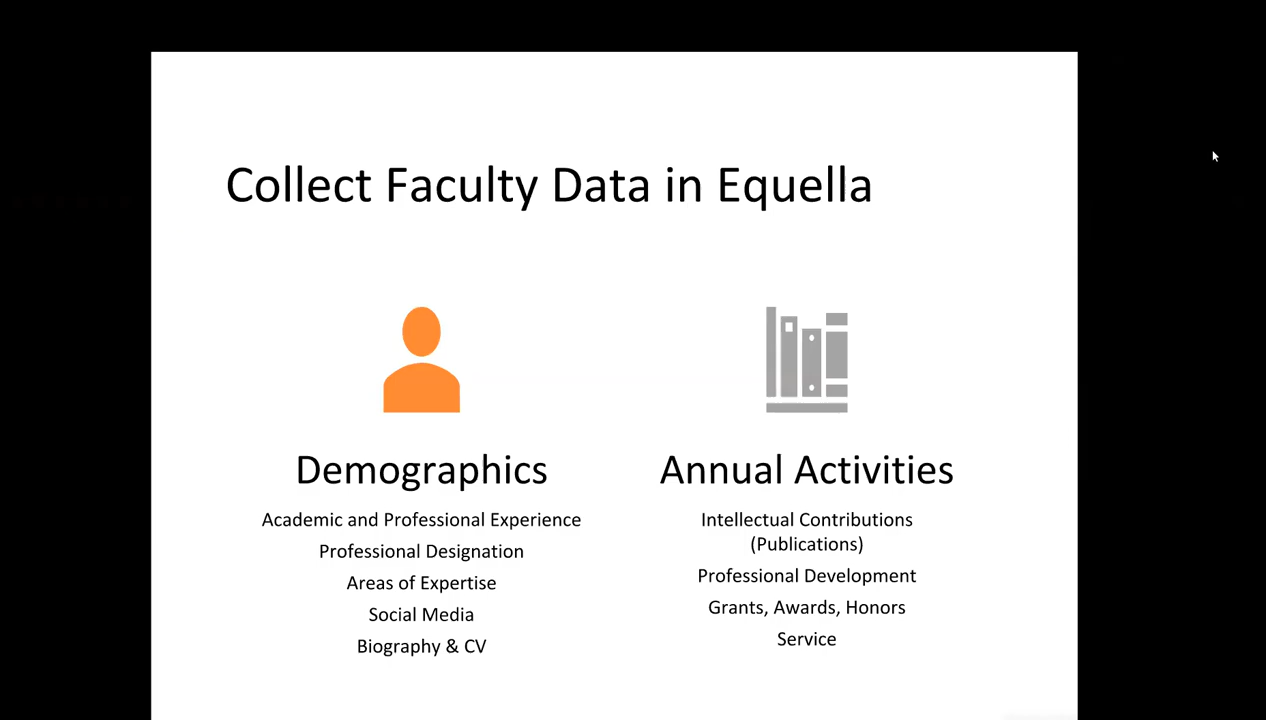 Collect Faculty Data in Equella
Demographics
Academic and Professional Experience
Professional Designation
Areas of Expertise
Social Media
Biography & CV
Annual Activities
Intellectual Contributions
(Publications)
Professional Development
Grants, Awards, Honors
Service